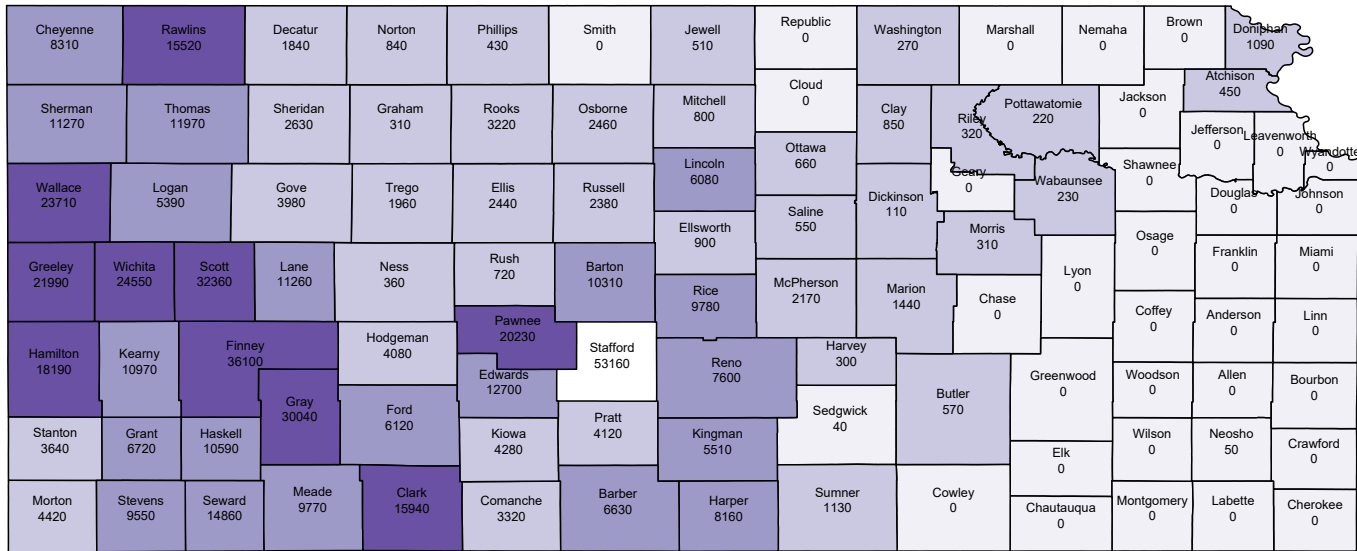 Cheyenne
8310
Rawlins
15520
Decatur
1840
Norton
840
Phillips
430
Smith
0
Jewell
510
Republic
0
Washington
270
Marshall
0
Nemaha
0
Brown
0
Doniphan
1090
Sherman
11270
Thomas
11970
Sheridan
2630
Graham
310
Rooks
3220
Osborne
2460
Mitchell
800
Cloud
0
Clay
850
Riley
320
Pottawatomie
220
Jackson
0
Atchison
450
Jefferson
0
Leavenworth
0
Wyandotte
0
Wallace
23710
Logan
5390
Gove
3980
Trego
1960
Ellis
2440
Russell
2380
Lincoln
6080
Ottawa
660
Dickinson
110
Geary
0
Wabaunsee
230
Shawnee
0
Douglas
0
Johnson
0
Ellsworth
900
Saline
550
Morris
310
Osage
0
Franklin
0
Miami
0
Greeley
21990
Wichita
24550
Scott
32360
Lane
11260
Ness
360
Rush
720
Barton
10310
Rice
9780
McPherson
2170
Marion
1440
Chase
0
Lyon
0
Coffey
0
Anderson
0
Linn
0
Hamilton
18190
Kearny
10970
Finney
36100
Hodgeman
4080
Pawnee
20230
Stafford
53160
Edwards
12700
Reno
7600
Harvey
300
Butler
570
Greenwood
0
Woodson
0
Allen
0
Bourbon
0
Gray
30040
Ford
6120
Pratt
4120
Sedgwick
40
Stanton
3640
Grant
6720
Haskell
10590
Kiowa
4280
Kingman
5510
Elk
0
Wilson
0
Neosho
50
Crawford
0
Morton
4420
Stevens
9550
Seward
14860
Meade
9770
Clark
15940
Comanche
3320
Barber
6630
Harper
8160
Sumner
1130
Cowley
0
Chautauqua
0
Montgomery
0
Labette
0
Cherokee
0